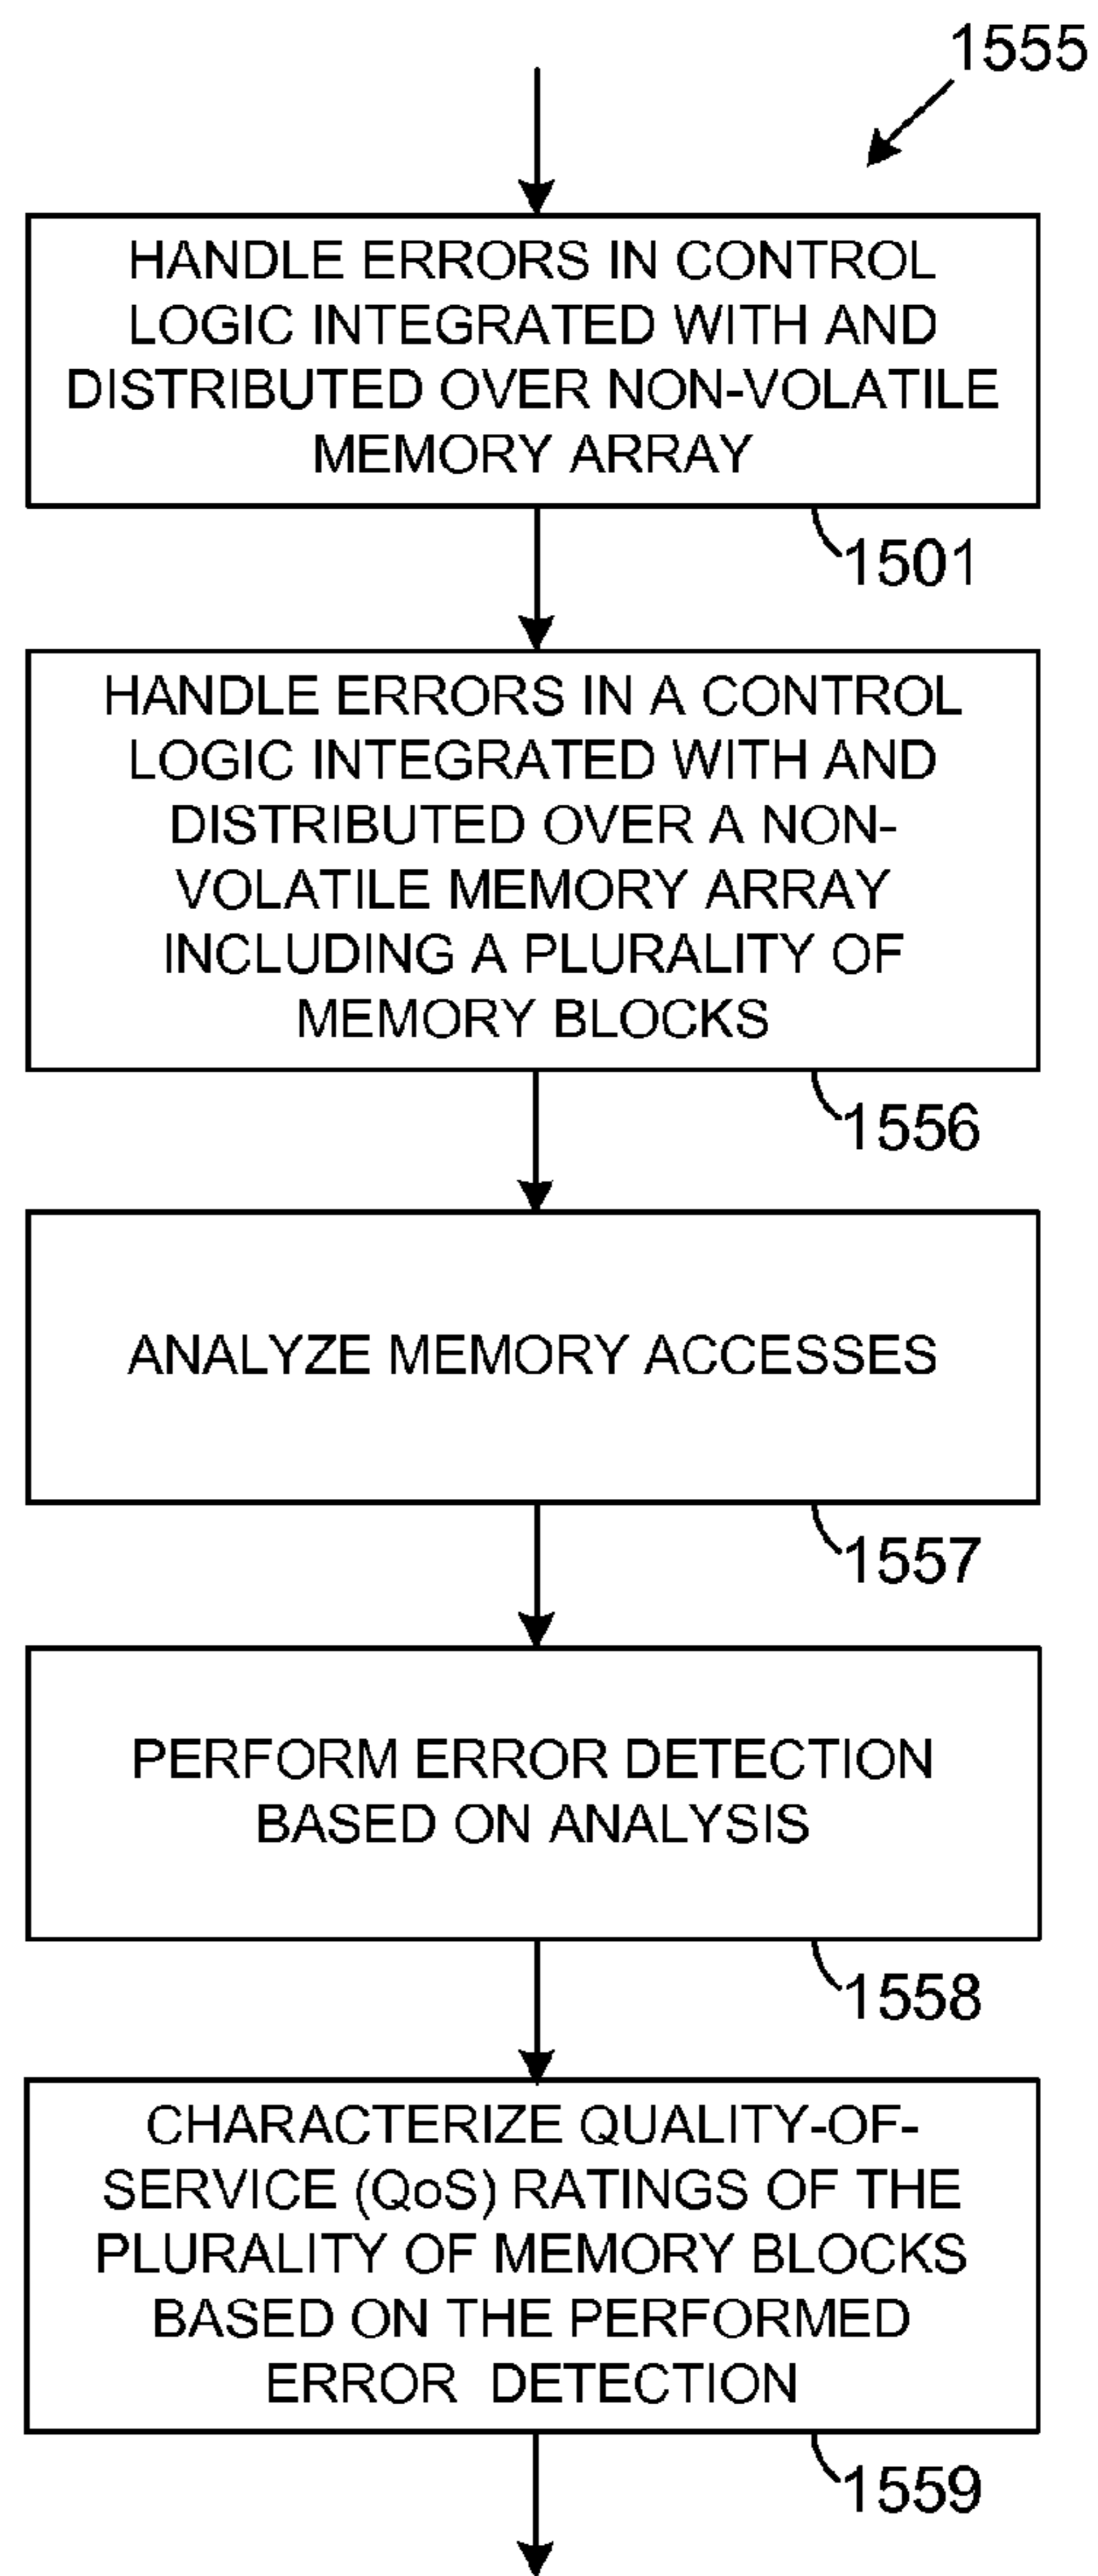 1555
HANDLE ERRORS IN CONTROL
LOGIC INTEGRATED WITH AND
DISTRIBUTED OVER NON-VOLATILE
MEMORY ARRAY
1501
HANDLE ERRORS IN A CONTROL
LOGIC INTEGRATED WITH AND
DISTRIBUTED OVER A NON-
VOLATILE MEMORY ARRAY
INCLUDING A PLURALITY OF
MEMORY BLOCKS
1556
ANALYZE MEMORY ACCESSES
1557
PERFORM ERROR DETECTION
BASED ON ANALYSIS
1558
CHARACTERIZE QUALITY-OF-
SERVICE (QoS) RATINGS OF THE
PLURALITY OF MEMORY BLOCKS
BASED ON THE PERFORMED
ERROR DETECTION
1559